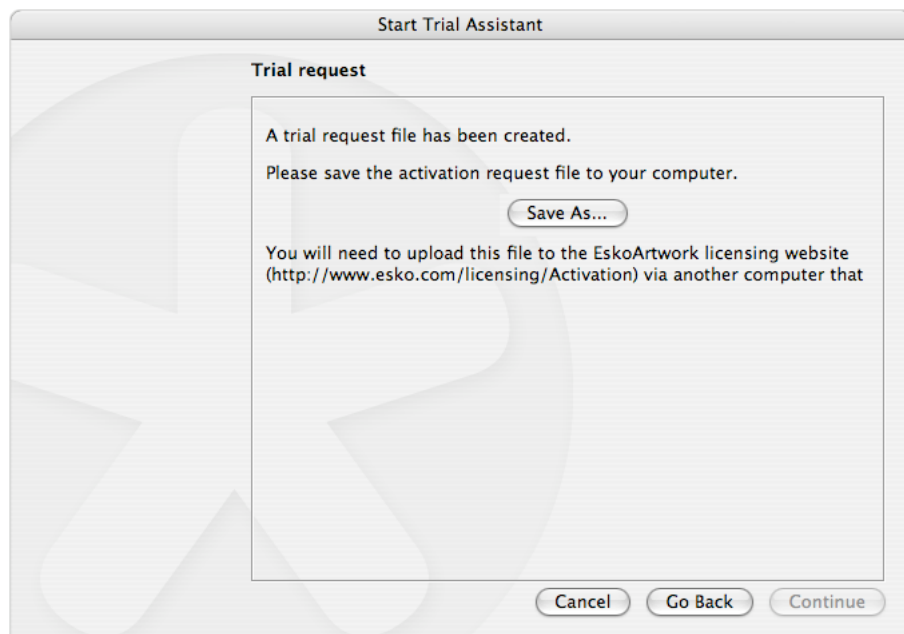 Start Trial Assistant
Trial request
A trial request file has been created.
Please save the activation request file to your computer.
Save As...
You will need to upload this file to the EskoArtwork licensing website
(http://www.esko.com/licensing/Activation) via another computer that
Cancel
Go Back
Continue